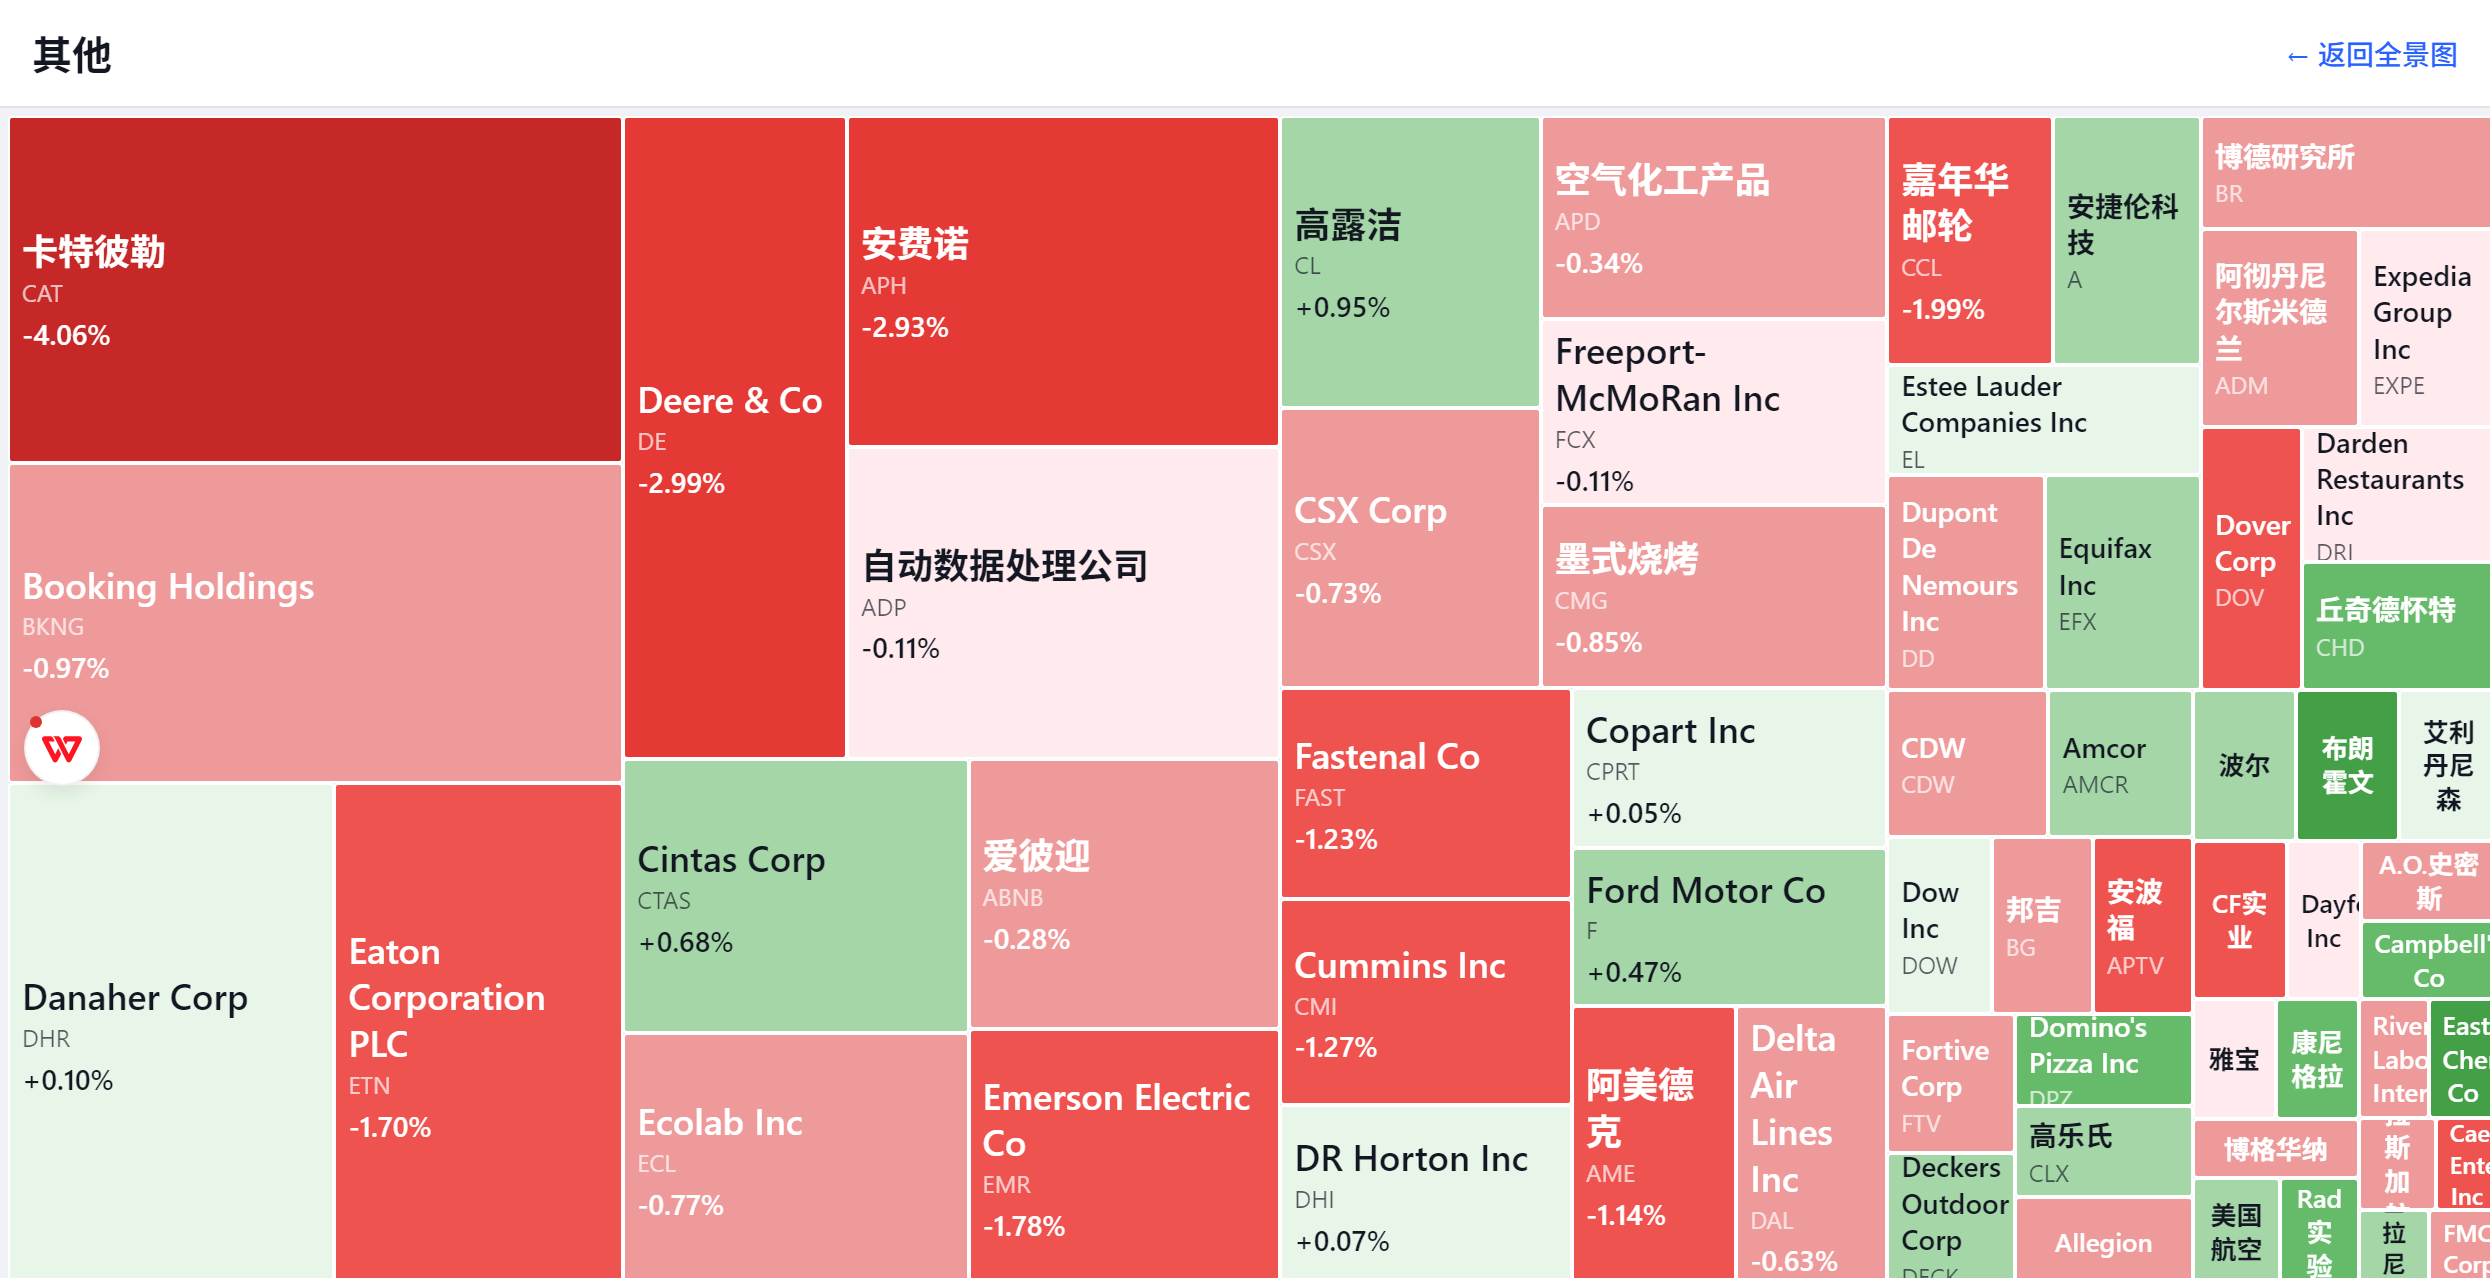 其他
← 返回全景图
卡特彼勒
CAT
-4.06%
Booking Holdings
BKNG
-0.97%
Danaher Corp
DHR
+0.10%
Eaton
Corporation
PLC
ETN
-1.70%
Deere & Co
DE
-2.99%
安费诺
APH
-2.93%
自动数据处理公司
ADP
-0.11%
Cintas Corp
CTAS
+0.68%
爱彼迎
ABNB
-0.28%
Ecolab Inc
ECL
-0.77%
Emerson Electric
Co
EMR
-1.78%
高露洁
CL
+0.95%
CSX Corp
CSX
-0.73%
空气化工产品
APD
-0.34%
Freeport-
McMoRan Inc
FCX
-0.11%
墨式烧烤
CMG
-0.85%
Fastenal Co
FAST
-1.23%
Cummins Inc
CMI
-1.27%
DR Horton Inc
DHI
+0.07%
Copart Inc
CPRT
+0.05%
Ford Motor Co
F
+0.47%
阿美德
克
AME
-1.14%
Delta
Air
Lines
Inc
DAL
-0.63%
嘉年华
邮轮
CCL
-1.99%
安捷伦科
技
A
Estee Lauder
Companies Inc
EL
Dupont
De
Nemours
Inc
DD
Equifax
Inc
EFX
博德研究所
BR
阿彻丹尼
尔斯米德
兰
ADM
Expedia
Group
Inc
EXPE
Dover
Corp
DOV
Darden
Restaurants
Inc
DRI
丘奇德怀特
CHD
CDW
CDW
Amcor
AMCR
Dow
Inc
DOW
邦吉
BG
安波
福
APTV
Fortive
Corp
FTV
Domino's
Pizza Inc
DPZ
高乐氏
CLX
Deckers
Outdoor
Corp
DECK
Allegion
波尔
布朗
霍文
艾利
丹尼
森
CF实
业
Dayf
Inc
A.O.史密
斯
Campbell'
Co
雅宝
康尼
格拉
River
Labo
Inter
East
Che
Co
博格华纳
拉
斯
加
Cae
Ente
Inc
美国
航空
Rad
实
验
拉
尼
FMC
Corp